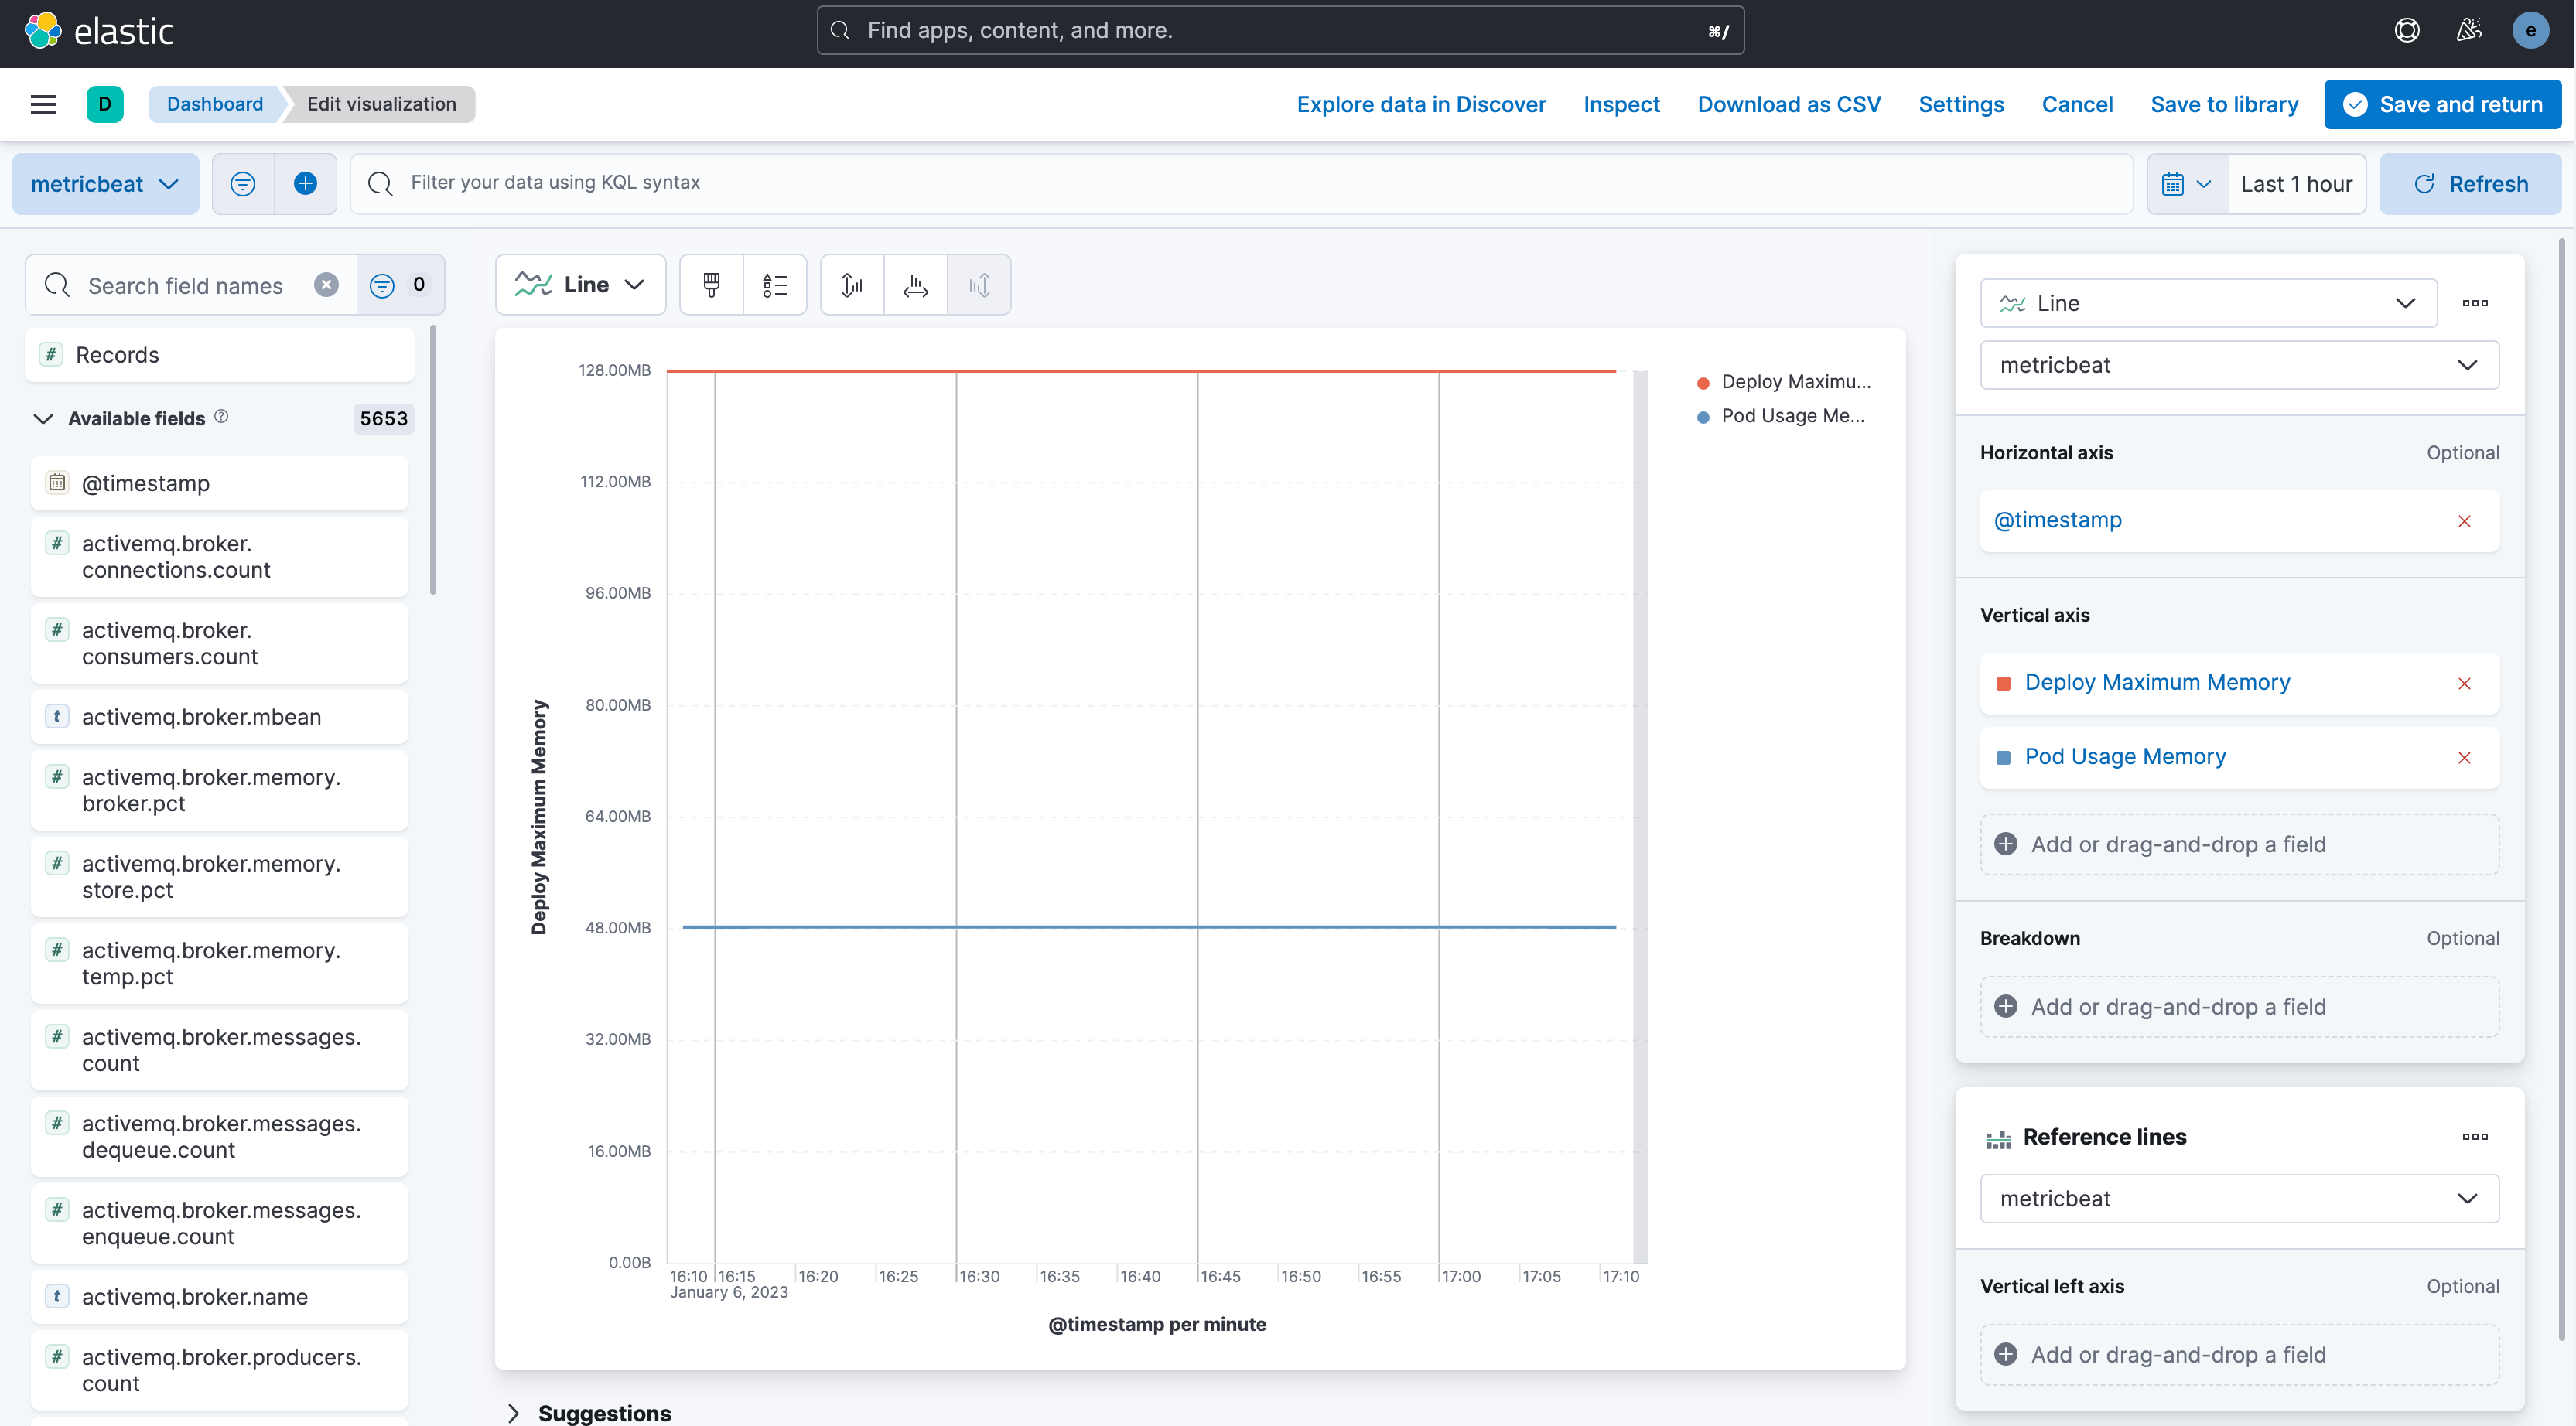 elastic
Find apps, content, and more.
⌘/
e
D
Dashboard
Edit visualization
Explore data in Discover
Inspect
Download as CSV
Settings
Cancel
Save to library
Save and return
metricbeat
Filter your data using KQL syntax
Last 1 hour
Refresh
Search field names
0
# Records
Available fields
5653
@timestamp
# activemq.broker.
connections.count
# activemq.broker.
consumers.count
t activemq.broker.mbean
# activemq.broker.memory.
broker.pct
# activemq.broker.memory.
store.pct
# activemq.broker.memory.
temp.pct
# activemq.broker.messages.
count
# activemq.broker.messages.
dequeue.count
# activemq.broker.messages.
enqueue.count
t activemq.broker.name
# activemq.broker.producers.
count
Line
128.00MB
112.00MB
96.00MB
80.00MB
64.00MB
48.00MB
32.00MB
16.00MB
0.00B
Deploy Maximum Memory
16:10
16:15
16:20
16:25
16:30
16:35
16:40
16:45
16:50
16:55
17:00
17:05
17:10
January 6, 2023
@timestamp per minute
Deploy Maximu...
Pod Usage Me...
Suggestions
Line
metricbeat
Horizontal axis
Optional
@timestamp
Vertical axis
Deploy Maximum Memory
Pod Usage Memory
Add or drag-and-drop a field
Breakdown
Optional
Add or drag-and-drop a field
Reference lines
metricbeat
Vertical left axis
Optional
Add or drag-and-drop a field